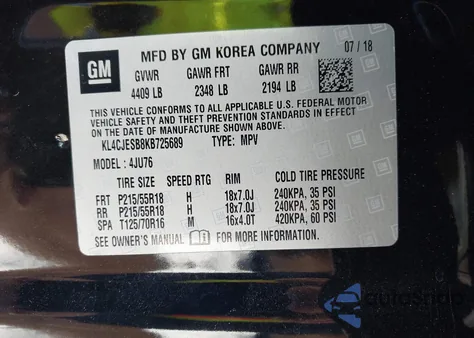 GM MFD BY GM KOREA COMPANY 07 / 18
GVWR GAWR FRT GAWR RR
4409 LB 2348 LB 2194 LB
THIS VEHICLE CONFORMS TO ALL APPLICABLE U.S. FEDERAL MOTOR
VEHICLE SAFETY AND THEFT PREVENTION STANDARDS IN EFFECT
ON THE DATE OF MANUFACTURE SHOWN ABOVE.
KL4CJESB8KB725689 TYPE: MPV
MODEL : 4JU76
TIRE SIZE SPEED RTG RIM COLD TIRE PRESSURE
FRT P215/55R18 H 18x7.0J 240KPA, 35 PSI
RR P215/55R18 H 18x7.0J 240KPA, 35 PSI
SPA T125/70R16 M 16x4.0T 420KPA, 60 PSI
SEE OWNER'S MANUAL FOR MORE INFORMATION.